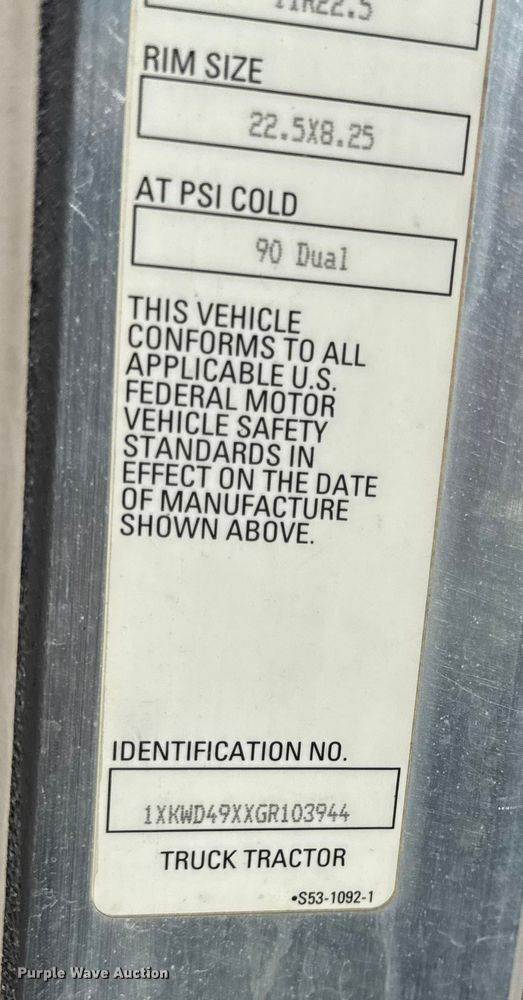 11R22.5
RIM SIZE
22.5X8.25
AT PSI COLD
90 Dual
THIS VEHICLE
CONFORMS TO ALL
APPLICABLE U.S.
FEDERAL MOTOR
VEHICLE SAFETY
STANDARDS IN
EFFECT ON THE DATE
OF MANUFACTURE
SHOWN ABOVE.
IDENTIFICATION NO.
1XKWD49XXGR103944
TRUCK TRACTOR
•S53-1092-1
Purple Wave Auction